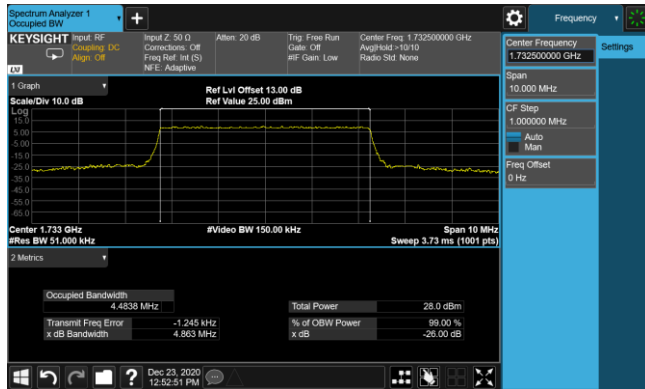 Spectrum Analyzer 1
Occupied BW
Frequency
KEYSIGHT
Input: RF
Coupling: DC
Align: Off
Input Z: 50 Ω
Corrections: Off
Freq Ref: Int (S)
NFE: Adaptive
Atten: 20 dB
Trig: Free Run
Gate: Off
#IF Gain: Low
Center Freq: 1.732500000 GHz
Avg|Hold:>10/10
Radio Std: None
LXI
Center Frequency
1.732500000 GHz
Settings
Span
10.000 MHz
CF Step
1.000000 MHz
Auto
Man
Freq Offset
0 Hz
1 Graph
Scale/Div 10.0 dB
Ref Lvl Offset 13.00 dB
Ref Value 25.00 dBm
Log
15.0
5.00
-5.00
-15.0
-25.0
-35.0
-45.0
-55.0
-65.0
Center 1.733 GHz
#Res BW 51.000 kHz
#Video BW 150.00 kHz
Span 10 MHz
Sweep 3.73 ms (1001 pts)
2 Metrics
Occupied Bandwidth
4.4838 MHz
Total Power 28.0 dBm
Transmit Freq Error -1.245 kHz
% of OBW Power 99.00 %
x dB Bandwidth 4.863 MHz
x dB -26.00 dB
?
Dec 23, 2020
12:52:51 PM